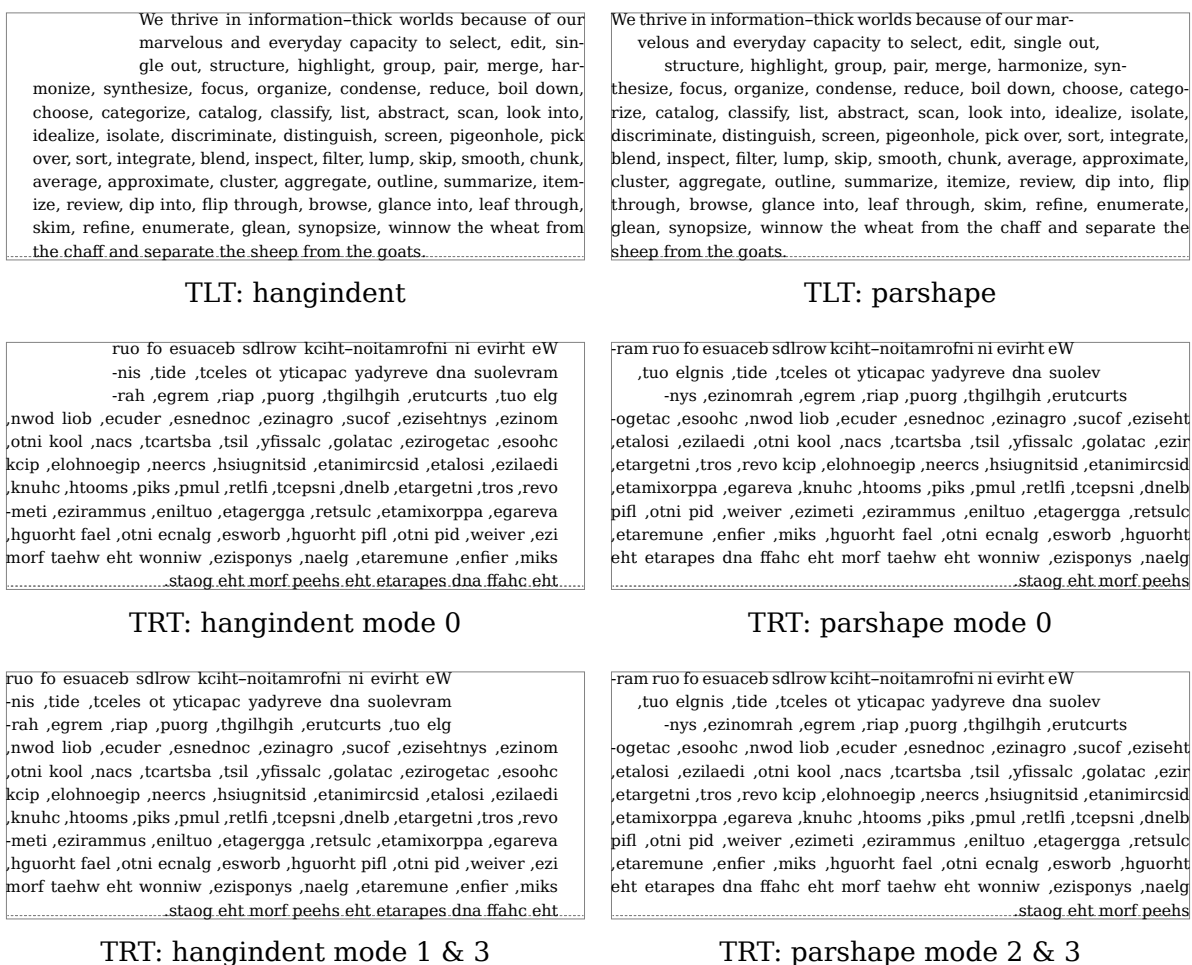 We thrive in information–thick worlds because of our
marvelous and everyday capacity to select, edit, sin-
gle out, structure, highlight, group, pair, merge, har-
monize, synthesize, focus, organize, condense, reduce, boil down,
choose, categorize, catalog, classify, list, abstract, scan, look into,
idealize, isolate, discriminate, distinguish, screen, pigeonhole, pick
over, sort, integrate, blend, inspect, filter, lump, skip, smooth, chunk,
average, approximate, cluster, aggregate, outline, summarize, item-
ize, review, dip into, flip through, browse, glance into, leaf through,
skim, refine, enumerate, glean, synopsize, winnow the wheat from
the chaff and separate the sheep from the goats.
TLT: hangindent
We thrive in information–thick worlds because of our mar-
velous and everyday capacity to select, edit, single out,
structure, highlight, group, pair, merge, harmonize, syn-
thesize, focus, organize, condense, reduce, boil down, choose, catego-
rize, catalog, classify, list, abstract, scan, look into, idealize, isolate,
discriminate, distinguish, screen, pigeonhole, pick over, sort, integrate,
blend, inspect, filter, lump, skip, smooth, chunk, average, approximate,
cluster, aggregate, outline, summarize, itemize, review, dip into, flip
through, browse, glance into, leaf through, skim, refine, enumerate,
glean, synopsize, winnow the wheat from the chaff and separate the
sheep from the goats.
TLT: parshape
ruo fo esuaceb sdlrow kciht–noitamrofni ni evirht eW
-nis ,tide ,tceles ot yticapac yadyreve dna suolevram
-rah ,egrem ,riap ,puorg ,thgilhgih ,erutcurts ,tuo elg
,nwod liob ,ecuder ,esnednoc ,ezinagro ,sucof ,ezisehtnys ,ezinom
,otni kool ,nacs ,tcartsba ,tsil ,yfissalc ,golatac ,ezirogetac ,esoohc
kcip ,elohnoegip ,neercs ,hsiugnitsid ,etanimircsid ,etalosi ,ezilaedi
,knuhc ,htooms ,piks ,pmul ,retlfi ,tcepsni ,dnelb ,etargetni ,tros ,revo
-meti ,ezirammus ,eniltuo ,etagergga ,retsulc ,etamixorppa ,egareva
,hguorht fael ,otni ecnalg ,esworb ,hguorht pifl ,otni pid ,weiver ,ezi
morf taehw eht wonniw ,ezisponys ,naelg ,etaremune ,enfier ,miks
.staog eht morf peehs eht etarapes dna ffahc eht
TRT: hangindent mode 0
-ram ruo fo esuaceb sdlrow kciht–noitamrofni ni evirht eW
,tuo elgnis ,tide ,tceles ot yticapac yadyreve dna suolev
-nys ,ezinomrah ,egrem ,riap ,puorg ,thgilhgih ,erutcurts
-ogetac ,esoohc ,nwod liob ,ecuder ,esnednoc ,ezinagro ,sucof ,eziseht
,etalosi ,ezilaedi ,otni kool ,nacs ,tcartsba ,tsil ,yfissalc ,golatac ,ezir
,etargetni ,tros ,revo kcip ,elohnoegip ,neercs ,hsiugnitsid ,etanimircsid
,etamixorppa ,egareva ,knuhc ,htooms ,piks ,pmul ,retlfi ,tcepsni ,dnelb
pifl ,otni pid ,weiver ,ezimeti ,ezirammus ,eniltuo ,etagergga ,retsulc
,etaremune ,enfier ,miks ,hguorht fael ,otni ecnalg ,esworb ,hguorht
eht etarapes dna ffahc eht morf taehw eht wonniw ,ezisponys ,naelg
.staog eht morf peehs
TRT: parshape mode 0
ruo fo esuaceb sdlrow kciht–noitamrofni ni evirht eW
-nis ,tide ,tceles ot yticapac yadyreve dna suolevram
-rah ,egrem ,riap ,puorg ,thgilhgih ,erutcurts ,tuo elg
,nwod liob ,ecuder ,esnednoc ,ezinagro ,sucof ,ezisehtnys ,ezinom
,otni kool ,nacs ,tcartsba ,tsil ,yfissalc ,golatac ,ezirogetac ,esoohc
kcip ,elohnoegip ,neercs ,hsiugnitsid ,etanimircsid ,etalosi ,ezilaedi
,knuhc ,htooms ,piks ,pmul ,retlfi ,tcepsni ,dnelb ,etargetni ,tros ,revo
-meti ,ezirammus ,eniltuo ,etagergga ,retsulc ,etamixorppa ,egareva
,hguorht fael ,otni ecnalg ,esworb ,hguorht pifl ,otni pid ,weiver ,ezi
morf taehw eht wonniw ,ezisponys ,naelg ,etaremune ,enfier ,miks
.staog eht morf peehs eht etarapes dna ffahc eht
TRT: hangindent mode 1 & 3
-ram ruo fo esuaceb sdlrow kciht–noitamrofni ni evirht eW
,tuo elgnis ,tide ,tceles ot yticapac yadyreve dna suolev
-nys ,ezinomrah ,egrem ,riap ,puorg ,thgilhgih ,erutcurts
-ogetac ,esoohc ,nwod liob ,ecuder ,esnednoc ,ezinagro ,sucof ,eziseht
,etalosi ,ezilaedi ,otni kool ,nacs ,tcartsba ,tsil ,yfissalc ,golatac ,ezir
,etargetni ,tros ,revo kcip ,elohnoegip ,neercs ,hsiugnitsid ,etanimircsid
,etamixorppa ,egareva ,knuhc ,htooms ,piks ,pmul ,retlfi ,tcepsni ,dnelb
pifl ,otni pid ,weiver ,ezimeti ,ezirammus ,eniltuo ,etagergga ,retsulc
,etaremune ,enfier ,miks ,hguorht fael ,otni ecnalg ,esworb ,hguorht
eht etarapes dna ffahc eht morf taehw eht wonniw ,ezisponys ,naelg
.staog eht morf peehs
TRT: parshape mode 2 & 3